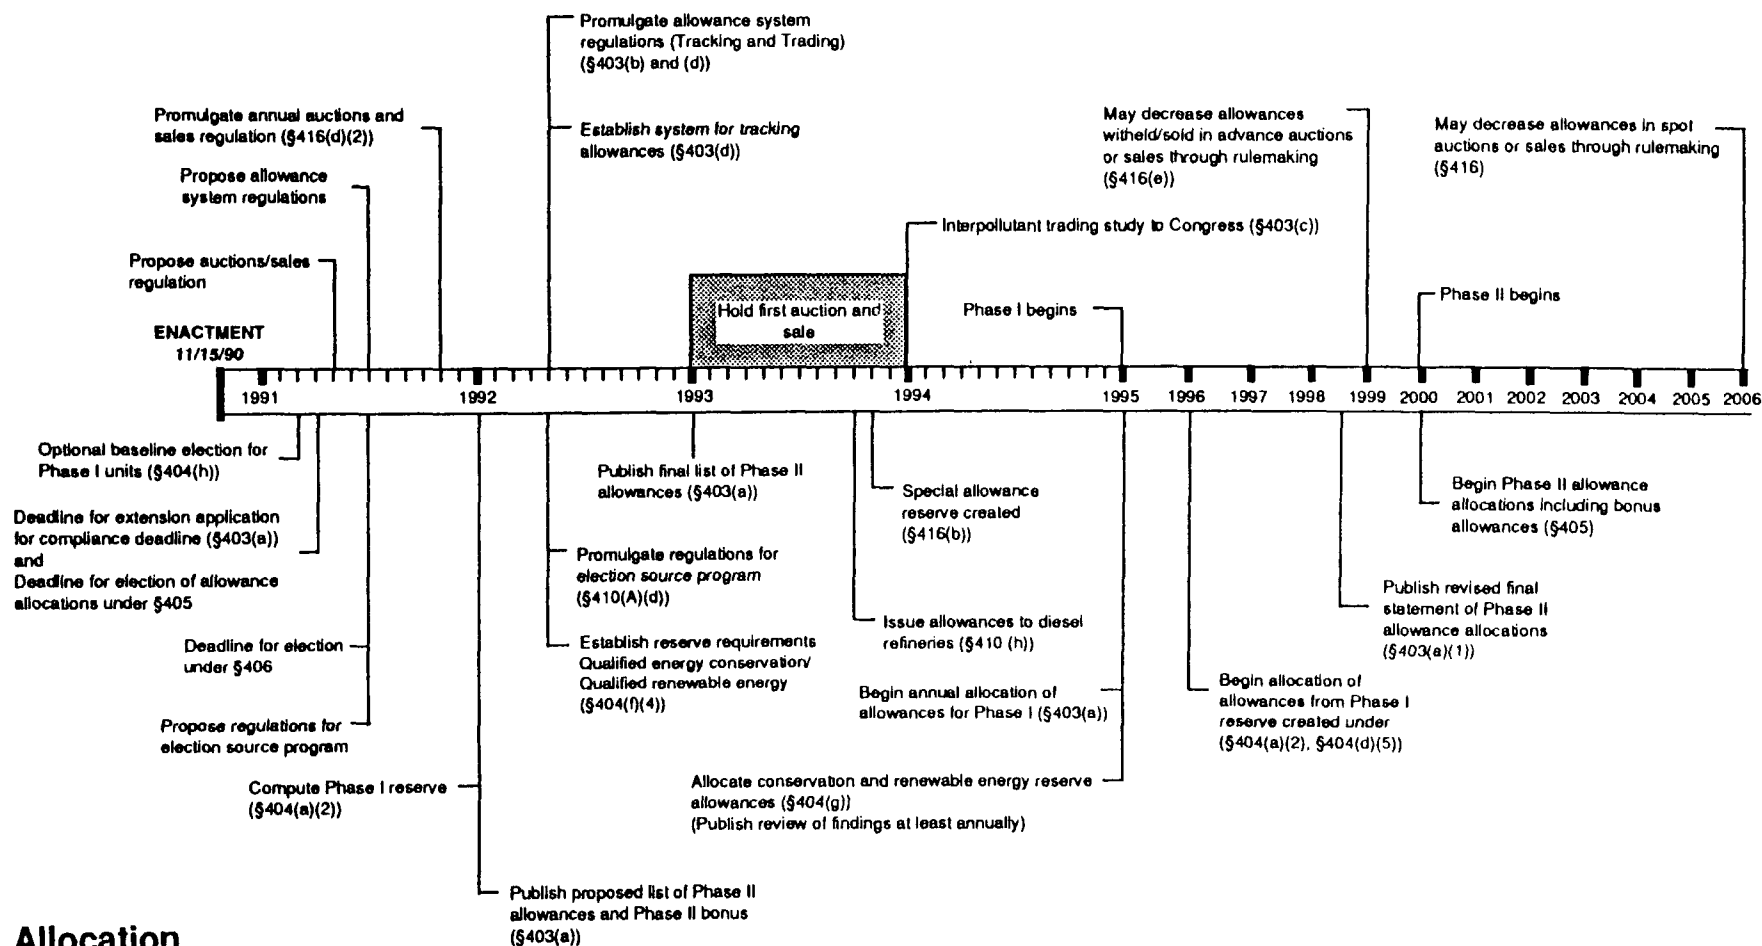 Promulgate allowance system
regulations (Tracking and Trading)
(§403(b) and (d))
Promulgate annual auctions and
sales regulation (§416(d)(2))
Establish system for tracking
allowances (§403(d))
May decrease allowances
witheld/sold in advance auctions
or sales through rulemaking
(§416(e))
May decrease allowances in spot
auctions or sales through rulemaking
(§416)
Propose allowance
system regulations
Interpollutant trading study to Congress (§403(c))
Propose auctions/sales
regulation
Hold first auction and
sale
Phase I begins
Phase II begins
ENACTMENT
11/15/90
1991 1992 1993 1994 1995 1996 1997 1998 1999 2000 2001 2002 2003 2004 2005 2006
Optional baseline election for
Phase I units (§404(h))
Deadline for extension application
for compliance deadline (§403(a))
and
Deadline for election of allowance
allocations under §405
Deadline for election
under §406
Propose regulations for
election source program
Compute Phase I reserve
(§404(a)(2))
Publish proposed list of Phase II
allowances and Phase II bonus
(§403(a))
Publish final list of Phase II
allowances (§403(a))
Promulgate regulations for
election source program
(§410(A)(d))
Establish reserve requirements
Qualified energy conservation/
Qualified renewable energy
(§404(f)(4))
Special allowance
reserve created
(§416(b))
Issue allowances to diesel
refineries (§410 (h))
Begin annual allocation of
allowances for Phase I (§403(a))
Allocate conservation and renewable energy reserve
allowances (§404(g))
(Publish review of findings at least annually)
Begin Phase II allowance
allocations including bonus
allowances (§405)
Publish revised final
statement of Phase II
allowance allocations
(§403(a)(1))
Begin allocation of
allowances from Phase I
reserve created under
(§404(a)(2), §404(d)(5))
Allocation